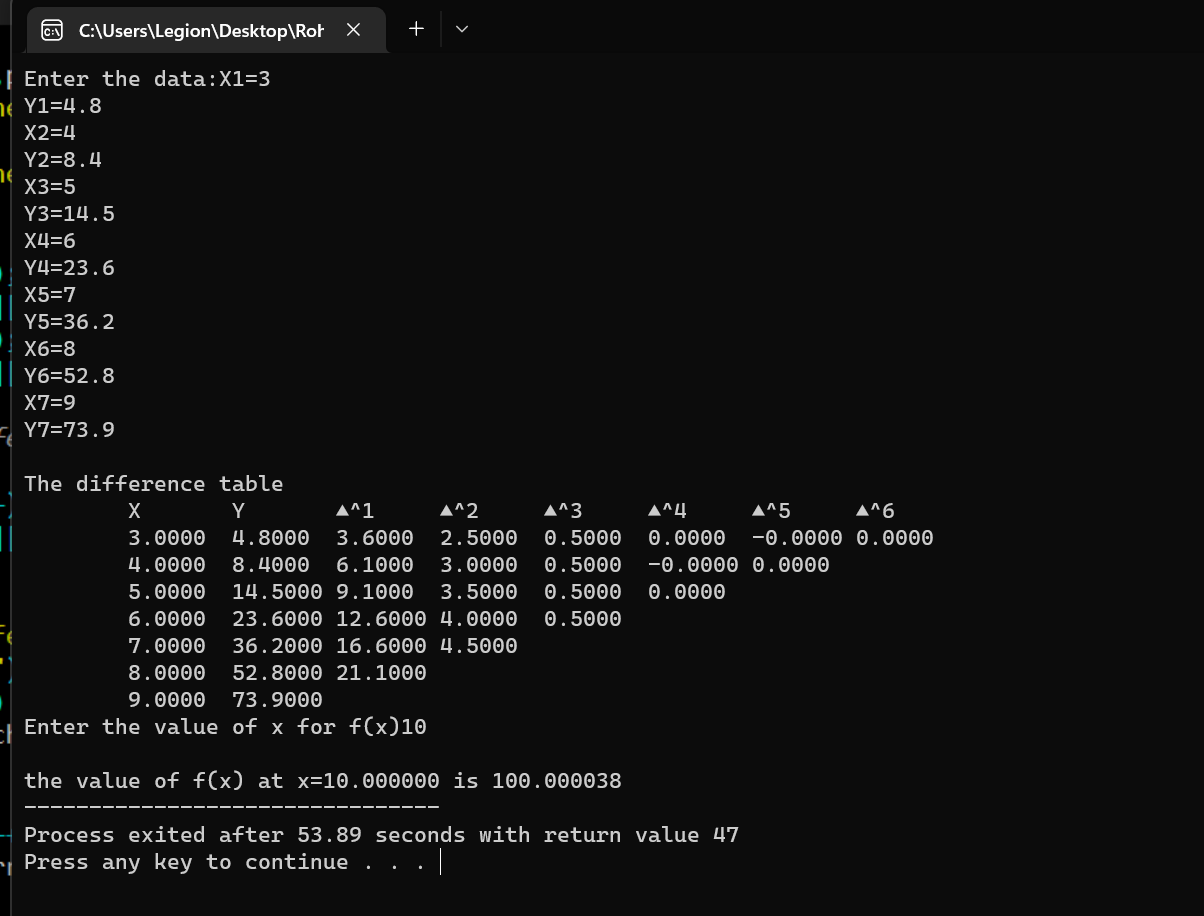 C:\Users\Legion\Desktop\Roh
Enter the data:X1=3
Y1=4.8
X2=4
Y2=8.4
X3=5
Y3=14.5
X4=6
Y4=23.6
X5=7
Y5=36.2
X6=8
Y6=52.8
X7=9
Y7=73.9
The difference table
X Y ▲^1 ▲^2 ▲^3 ▲^4 ▲^5 ▲^6
3.0000 4.8000 3.6000 2.5000 0.5000 0.0000 -0.0000 0.0000
4.0000 8.4000 6.1000 3.0000 0.5000 -0.0000 0.0000
5.0000 14.5000 9.1000 3.5000 0.5000 0.0000
6.0000 23.6000 12.6000 4.0000 0.5000
7.0000 36.2000 16.6000 4.5000
8.0000 52.8000 21.1000
9.0000 73.9000
Enter the value of x for f(x)10
the value of f(x) at x=10.000000 is 100.000038
--------------------------------
Process exited after 53.89 seconds with return value 47
Press any key to continue . . .